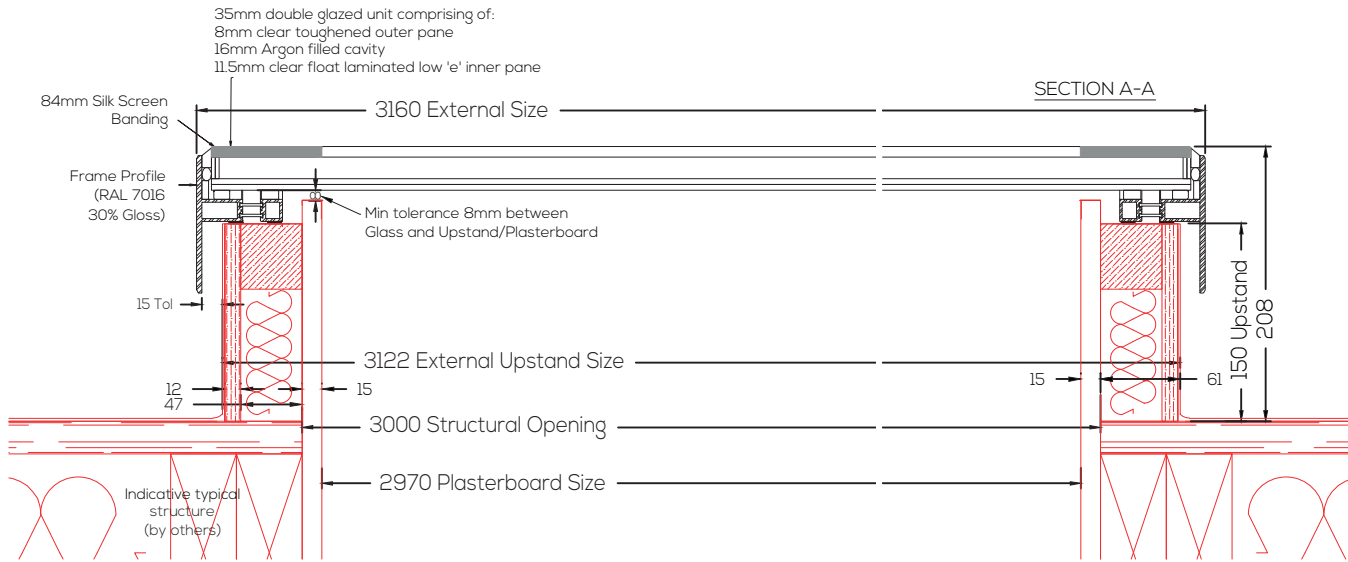 35mm double glazed unit comprising of:
8mm clear toughened outer pane
16mm Argon filled cavity
11.5mm clear float laminated low 'e' inner pane
SECTION A-A
84mm Silk Screen
Banding
3160 External Size
Frame Profile
(RAL 7016
30% Gloss)
8
Min tolerance 8mm between
Glass and Upstand/Plasterboard
15 Tol
150 Upstand
208
3122 External Upstand Size
12
47
15
15
61
3000 Structural Opening
2970 Plasterboard Size
Indicative typical
structure
(by others)